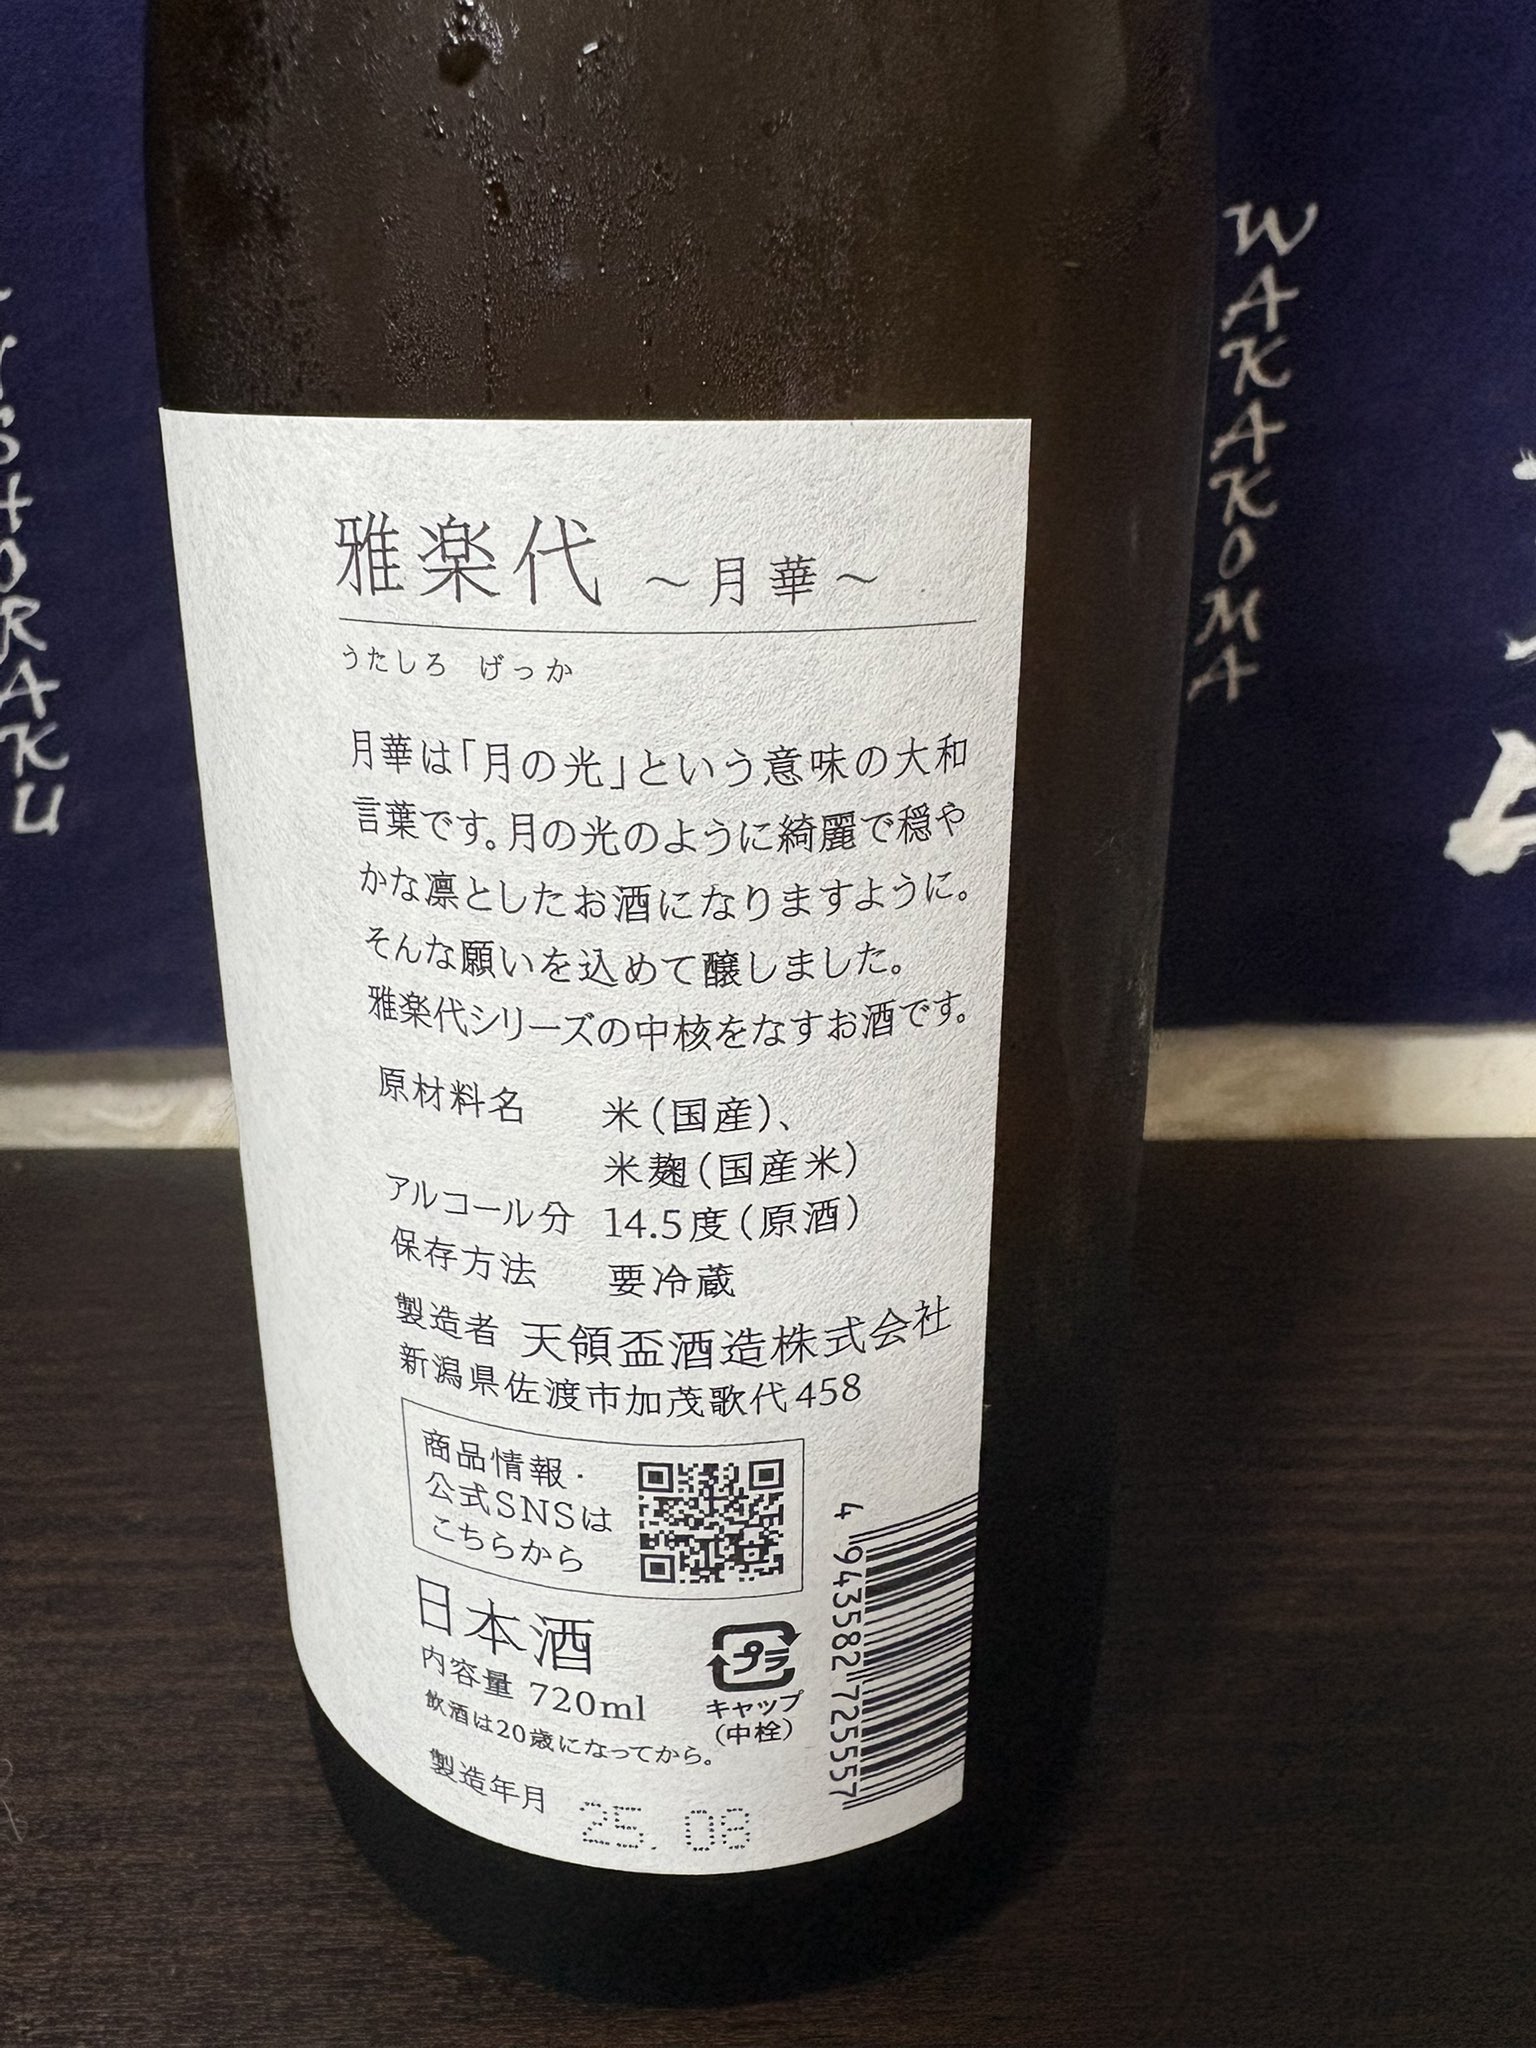 雅楽代 ～月華～
うたしろ げっか
月華は「月の光」という意味の大和
言葉です。月の光のように綺麗で穏や
かな凛としたお酒になりますように。
そんな願いを込めて醸しました。
雅楽代シリーズの中核をなすお酒です。
原材料名 米(国産)、
米麹(国産米)
アルコール分 14.5度(原酒)
保存方法 要冷蔵
製造者 天領盃酒造株式会社
新潟県佐渡市加茂歌代458
商品情報・
公式SNSは
こちらから
日本酒
内容量 720ml
飲酒は20歳になってから。
製造年月 25.08
プラ
キャップ
(中栓)
4 943582 725557
WAKAKOMA